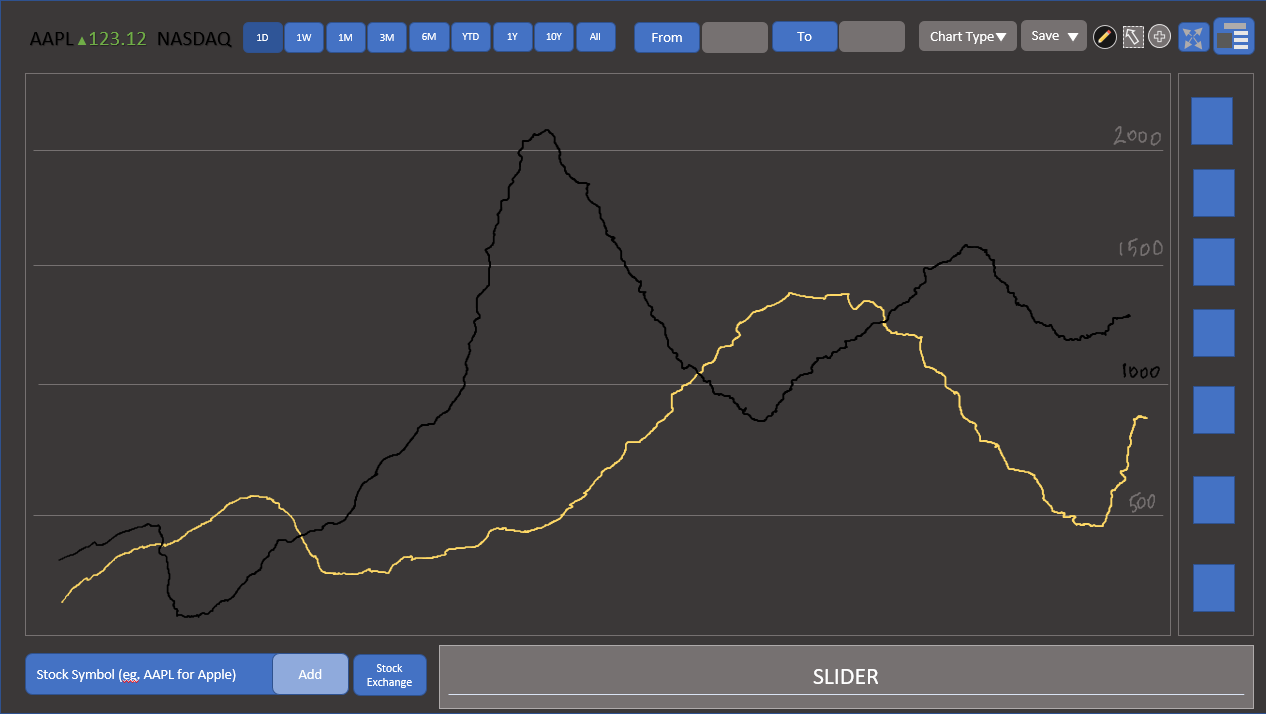 AAPL▲123.12 NASDAQ
1D
1W
1M
3M
6M
YTD
1Y
10Y
All
From
To
Chart Type▼
Save ▼
2000
1500
1000
500
Stock Symbol (eg. AAPL for Apple)
Add
Stock
Exchange
SLIDER